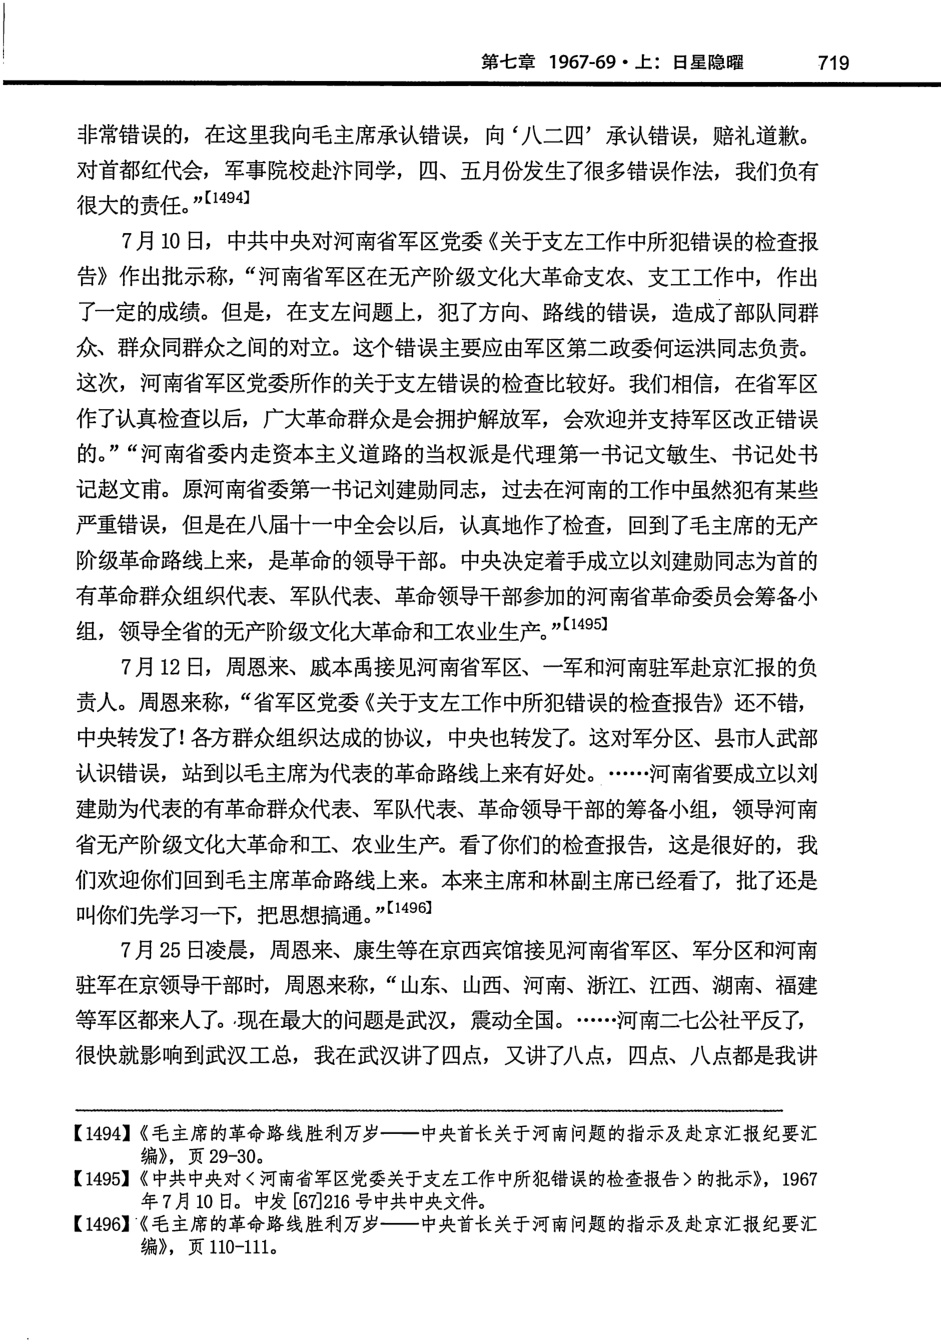 第七章 1967-69·上：日星隐曜 719
非常错误的，在这里我向毛主席承认错误，向‘八二四’承认错误，赔礼道歉。
对首都红代会，军事院校赴汴同学，四、五月份发生了很多错误作法，我们负有
很大的责任。”【1494】
7月10日，中共中央对河南省军区党委《关于支左工作中所犯错误的检查报
告》作出批示称，“河南省军区在无产阶级文化大革命支农、支工工作中，作出
了一定的成绩。但是，在支左问题上，犯了方向、路线的错误，造成了部队同群
众、群众同群众之间的对立。这个错误主要应由军区第二政委何运洪同志负责。
这次，河南省军区党委所作的关于支左错误的检查比较好。我们相信，在省军区
作了认真检查以后，广大革命群众是会拥护解放军，会欢迎并支持军区改正错误
的。”“河南省委内走资本主义道路的当权派是代理第一书记文敏生、书记处书
记赵文甫。原河南省委第一书记刘建勋同志，过去在河南的工作中虽然犯有某些
严重错误，但是在八届十一中全会以后，认真地作了检查，回到了毛主席的无产
阶级革命路线上来，是革命的领导干部。中央决定着手成立以刘建勋同志为首的
有革命群众组织代表、军队代表、革命领导干部参加的河南省革命委员会筹备小
组，领导全省的无产阶级文化大革命和工农业生产。”【1495】
7月12日，周恩来、戚本禹接见河南省军区、一军和河南驻军赴京汇报的负
责人。周恩来称，“省军区党委《关于支左工作中所犯错误的检查报告》还不错，
中央转发了！各方群众组织达成的协议，中央也转发了。这对军分区、县市人武部
认识错误，站到以毛主席为代表的革命路线上来有好处。……河南省要成立以刘
建勋为代表的有革命群众代表、军队代表、革命领导干部的筹备小组，领导河南
省无产阶级文化大革命和工、农业生产。看了你们的检查报告，这是很好的，我
们欢迎你们回到毛主席革命路线上来。本来主席和林副主席已经看了，批了还是
叫你们先学习一下，把思想搞通。”【1496】
7月25日凌晨，周恩来、康生等在京西宾馆接见河南省军区、军分区和河南
驻军在京领导干部时，周恩来称，“山东、山西、河南、浙江、江西、湖南、福建
等军区都来人了。现在最大的问题是武汉，震动全国。……河南二七公社平反了，
很快就影响到武汉工总，我在武汉讲了四点，又讲了八点，四点、八点都是我讲
【1494】《毛主席的革命路线胜利万岁——中央首长关于河南问题的指示及赴京汇报纪要汇
编》，页29-30。
【1495】《中共中央对〈河南省军区党委关于支左工作中所犯错误的检查报告〉的批示》，1967
年7月10日。中发[67]216号中共中央文件。
【1496】《毛主席的革命路线胜利万岁——中央首长关于河南问题的指示及赴京汇报纪要汇
编》，页110-111。